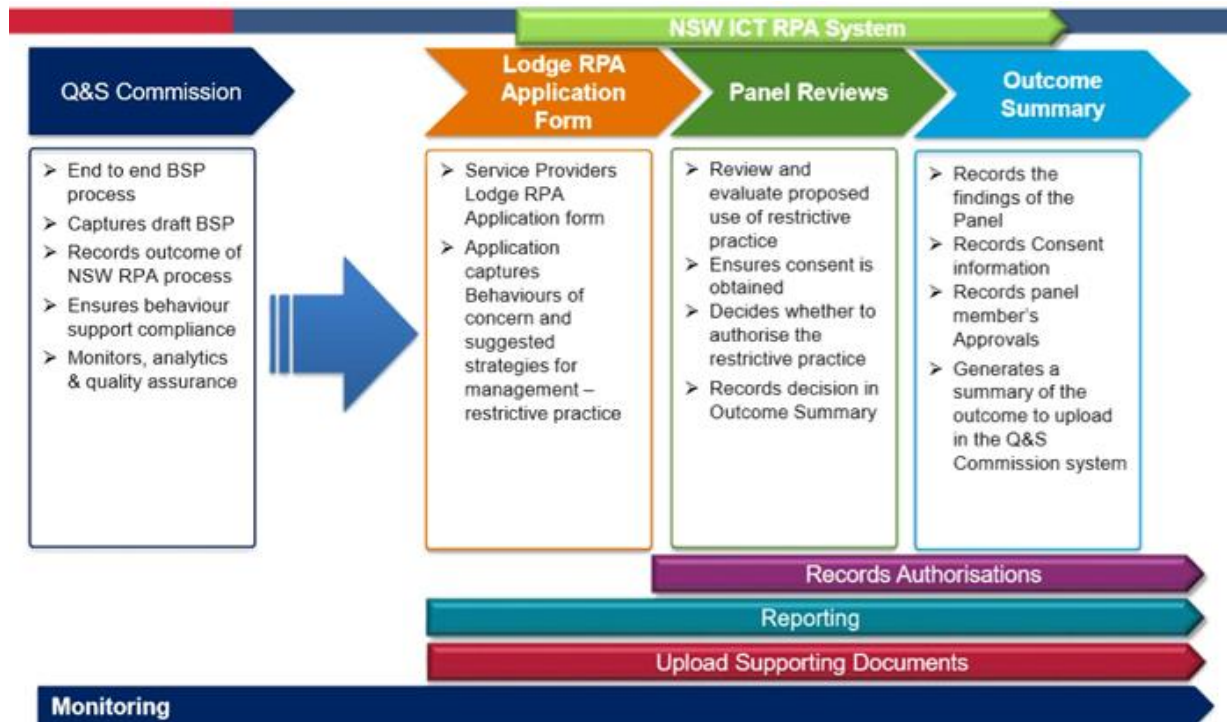 NSW ICT RPA System
Q&S Commission
➢ End to end BSP
process
➢ Captures draft BSP
➢ Records outcome of
NSW RPA process
➢ Ensures behaviour
support compliance
➢ Monitors, analytics
& quality assurance
Lodge RPA
Application
Form
➢ Service Providers
Lodge RPA
Application form
➢ Application
captures
Behaviours of
concern and
suggested
strategies for
management –
restrictive practice
Panel Reviews
➢ Review and
evaluate proposed
use of restrictive
practice
➢ Ensures consent is
obtained
➢ Decides whether to
authorise the
restrictive practice
➢ Records decision in
Outcome Summary
Outcome
Summary
➢ Records the
findings of the
Panel
➢ Records Consent
information
➢ Records panel
member's
Approvals
➢ Generates a
summary of the
outcome to upload
in the Q&S
Commission system
Records Authorisations
Reporting
Upload Supporting Documents
Monitoring